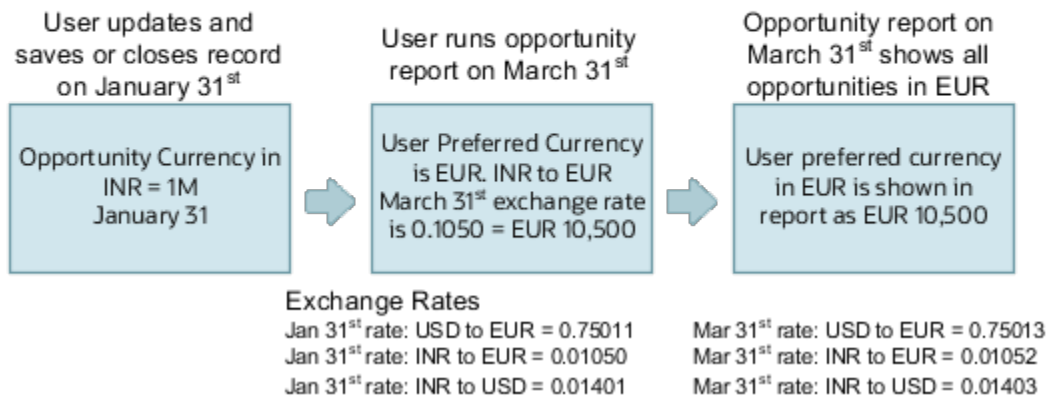 User updates and
saves or closes record
on January 31st
User runs opportunity
report on March 31st
Opportunity report on
March 31st shows all
opportunities in EUR
Opportunity Currency in
INR = 1M
January 31
User Preferred Currency
is EUR. INR to EUR
March 31st exchange rate
is 0.1050 = EUR 10,500
User preferred currency
in EUR is shown in
report as EUR 10,500
Exchange Rates
Jan 31st rate: USD to EUR = 0.75011
Jan 31st rate: INR to EUR = 0.01050
Jan 31st rate: INR to USD = 0.01401
Mar 31st rate: USD to EUR = 0.75013
Mar 31st rate: INR to EUR = 0.01052
Mar 31st rate: INR to USD = 0.01403